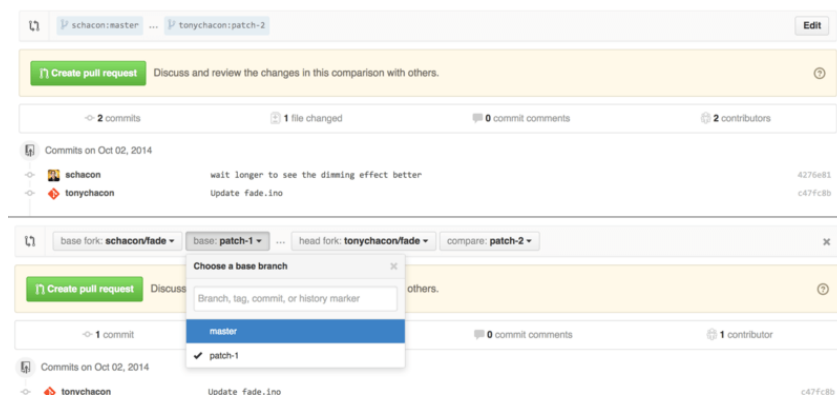 schacon:master ... tonychacon:patch-2 Edit
Create pull request Discuss and review the changes in this comparison with others.
2 commits 1 file changed 0 commit comments 2 contributors
Commits on Oct 02, 2014
schacon wait longer to see the dimming effect better 4276e81
tonychacon Update fade.ino c47fc8b
base fork: schacon/fade base: patch-1 ... head fork: tonychacon/fade compare: patch-2
Choose a base branch
Create pull request Discuss others.
Branch, tag, commit, or history marker
1 commit master 0 commit comments 1 contributor
patch-1
Commits on Oct 02, 2014
tonychacon Update fade.ino c47fc8b